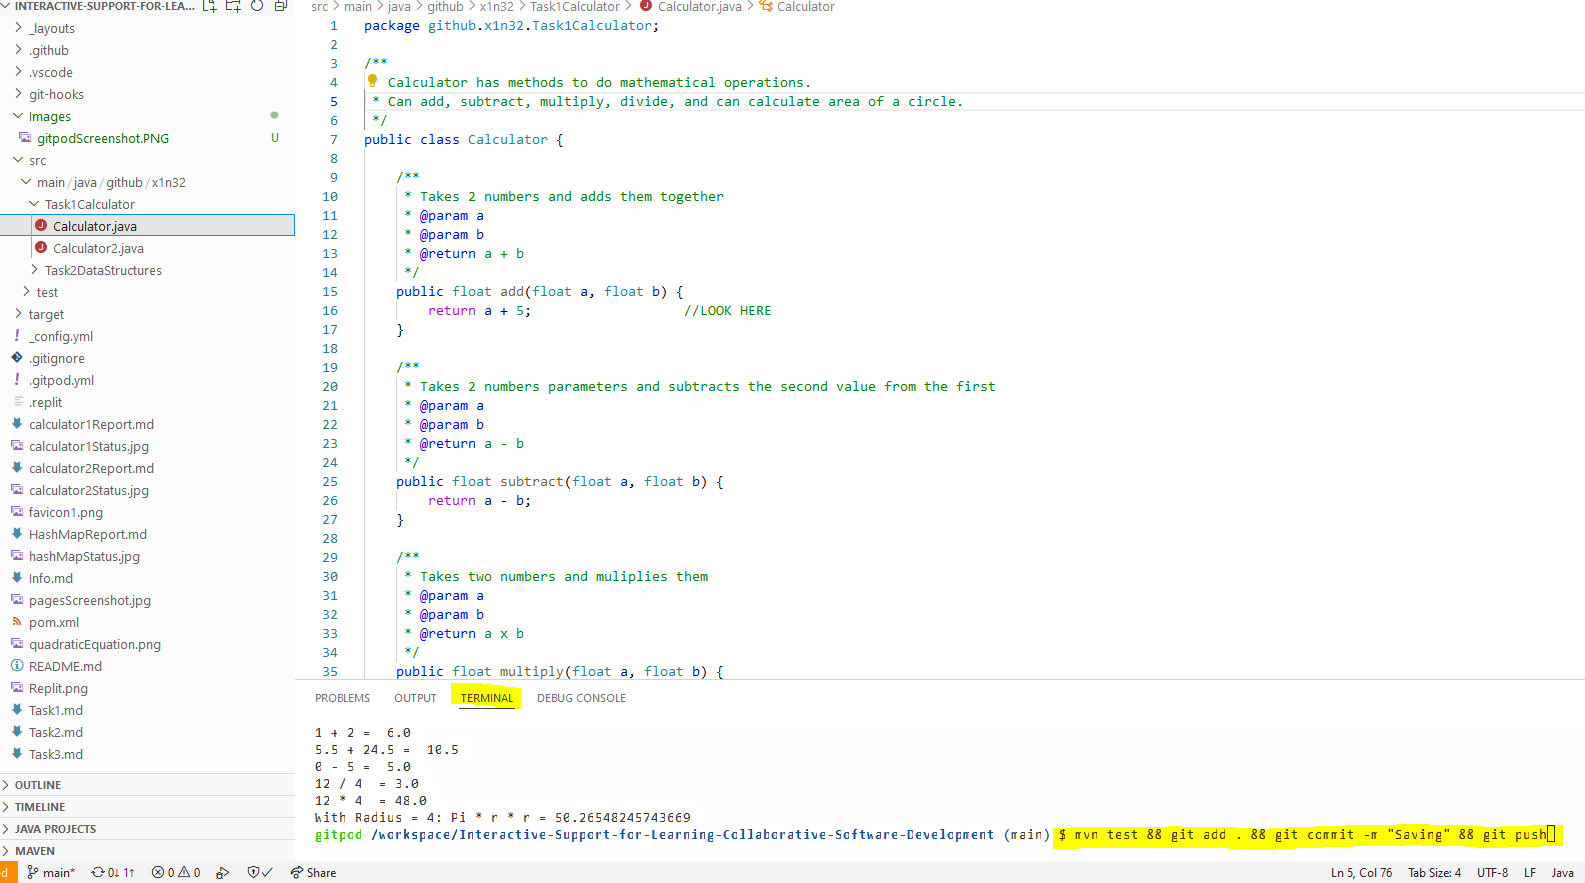 INTERACTIVE-SUPPORT-FOR-LEA...
_layouts
.github
.vscode
git-hooks
Images
gitpodScreenshot.PNG U
src
main/java/github/x1n32
Task1Calculator
Calculator.java
Calculator2.java
Task2DataStructures
test
target
_config.yml
.gitignore
.gitpod.yml
.replit
calculator1Report.md
calculator1Status.jpg
calculator2Report.md
calculator2Status.jpg
favicon1.png
HashMapReport.md
hashMapStatus.jpg
Info.md
pagesScreenshot.jpg
pom.xml
quadraticEquation.png
README.md
Replit.png
Task1.md
Task2.md
Task3.md
OUTLINE
TIMELINE
JAVA PROJECTS
MAVEN
src > main > java > github > x1n32 > Task1Calculator > J Calculator.java > Calculator
1 package github.x1n32.Task1Calculator;
2
3 /**
4 Calculator has methods to do mathematical operations.
5 * Can add, subtract, multiply, divide, and can calculate area of a circle.
6 */
7 public class Calculator {
8
9 /**
10 * Takes 2 numbers and adds them together
11 * @param a
12 * @param b
13 * @return a + b
14 */
15 public float add(float a, float b) {
16 return a + 5; //LOOK HERE
17 }
18
19 /**
20 * Takes 2 numbers parameters and subtracts the second value from the first
21 * @param a
22 * @param b
23 * @return a - b
24 */
25 public float subtract(float a, float b) {
26 return a - b;
27 }
28
29 /**
30 * Takes two numbers and muliplies them
31 * @param a
32 * @param b
33 * @return a x b
34 */
35 public float multiply(float a, float b) {
PROBLEMS OUTPUT TERMINAL DEBUG CONSOLE
1 + 2 = 6.0
5.5 + 24.5 = 10.5
0 - 5 = 5.0
12 / 4 = 3.0
12 * 4 = 48.0
With Radius = 4: Pi * r * r = 50.26548245743669
gitpod /workspace/Interactive-Support-for-Learning-Collaborative-Software-Development (main) $ mvn test && git add . && git commit -m "Saving" && git push
d main* 0↓ 1↑ 0 0 Share Ln 5, Col 76 Tab Size: 4 UTF-8 LF Java